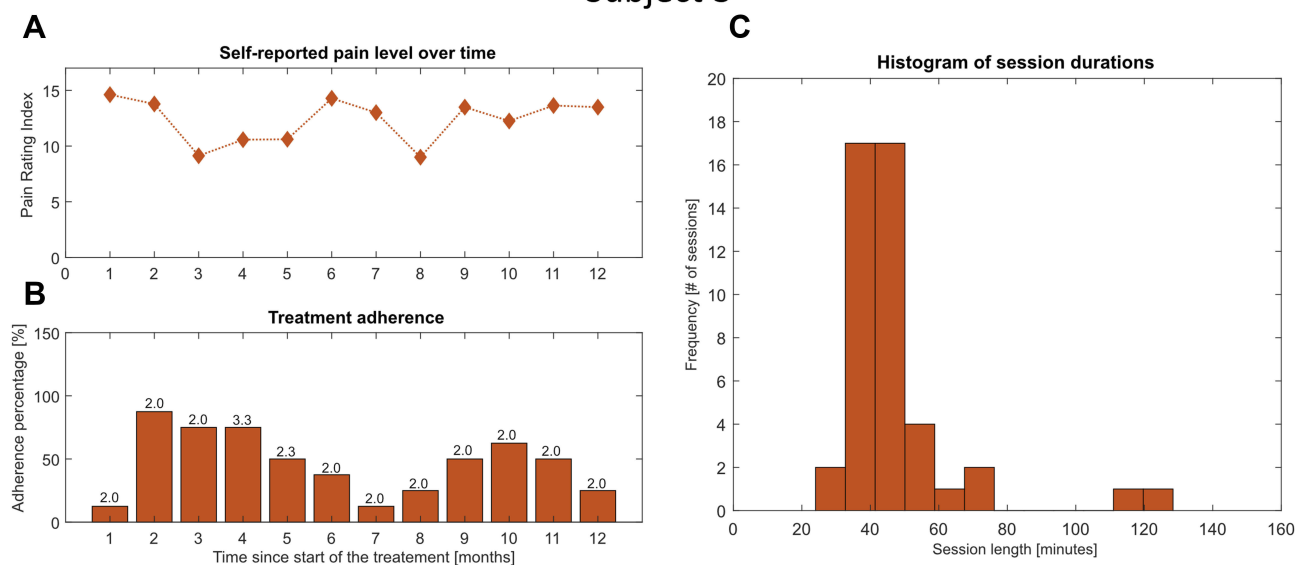 A
Self-reported pain level over time
Pain Rating Index
15
10
5
0
0 1 2 3 4 5 6 7 8 9 10 11 12
B
Treatment adherence
Adherence percentage [%]
150
100
50
0
2.0 2.0 2.0 3.3 2.3 2.0 2.0 2.0 2.0 2.0 2.0 2.0
1 2 3 4 5 6 7 8 9 10 11 12
Time since start of the treatement [months]
C
Histogram of session durations
Frequency [# of sessions]
20
18
16
14
12
10
8
6
4
2
0
0 20 40 60 80 100 120 140 160
Session length [minutes]